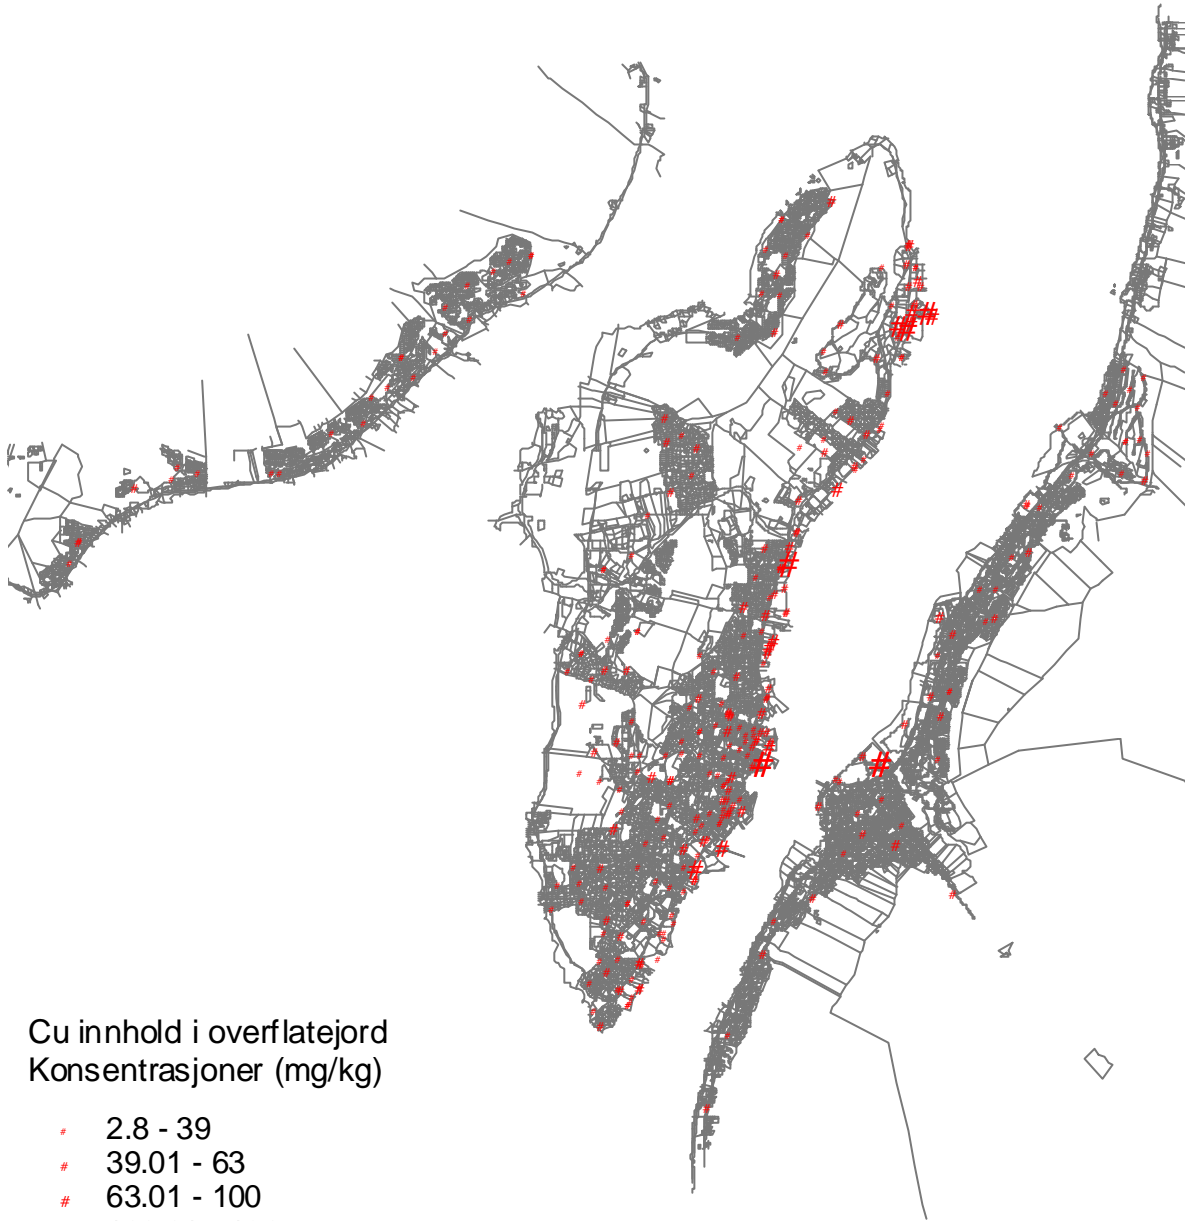 Cu innhold i overflatejord
Konsentrasjoner (mg/kg)
# 2.8 - 39
# 39.01 - 63
# 63.01 - 100